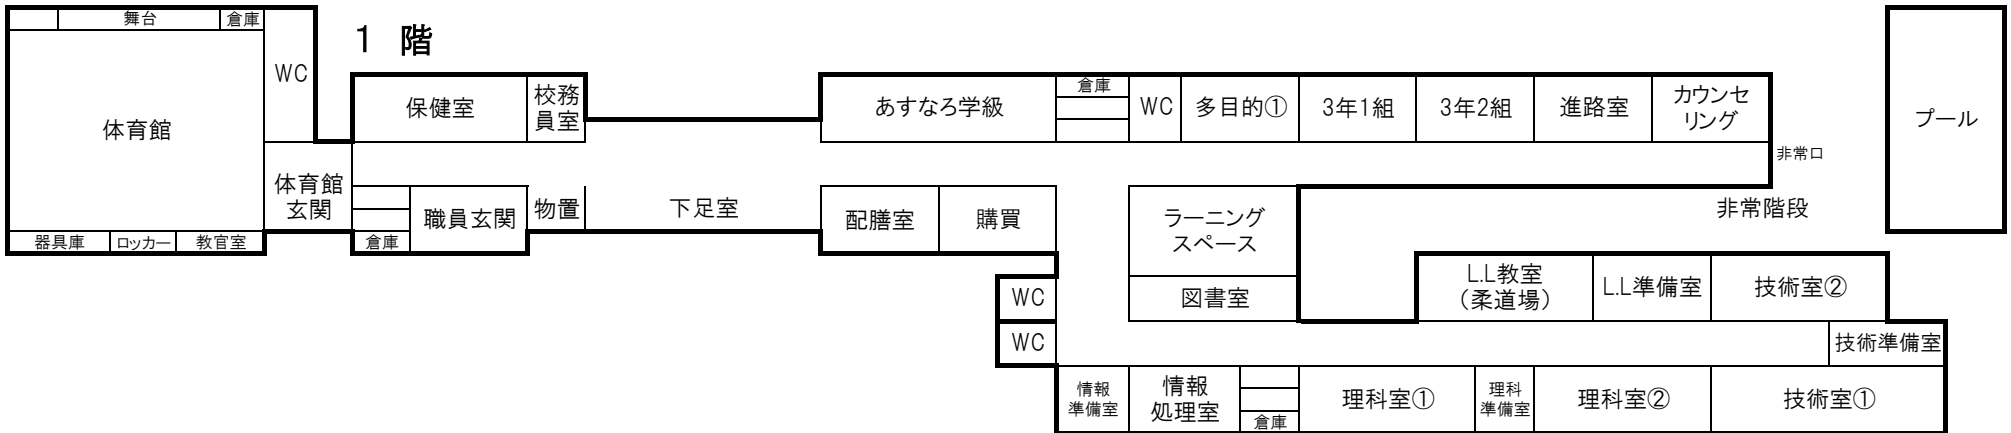 舞台
倉庫
1 階
WC
体育館
保健室
校務
員室
あすなろ学級
倉庫
WC
多目的①
3年1組
3年2組
進路室
カウンセ
リング
プール
非常口
体育館
玄関
職員玄関
倉庫
物置
下足室
配膳室
購買
ラーニング
スペース
非常階段
器具庫
ロッカー
教官室
WC
図書室
L.L教室
（柔道場）
L.L準備室
技術室②
WC
技術準備室
情報
準備室
情報
処理室
倉庫
理科室①
理科
準備室
理科室②
技術室①